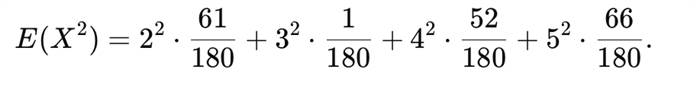 E(X²) = 2² · 61/180 + 3² · 1/180 + 4² · 52/180 + 5² · 66/180.